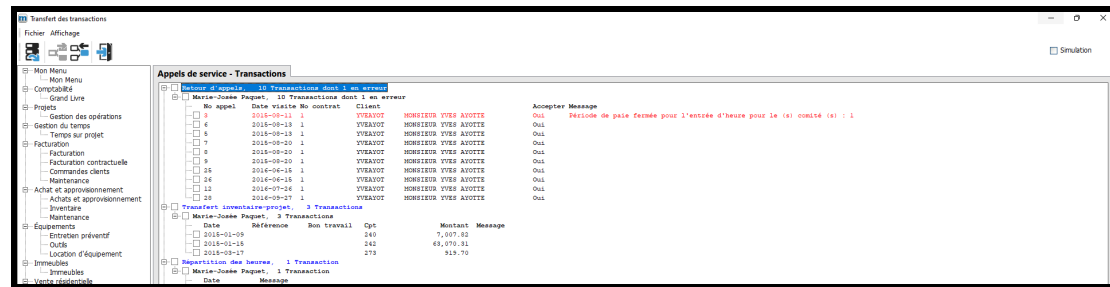 Transfert des transactions
Fichier Affichage
Simulation
Mon Menu
Mon Menu
Comptabilité
Grand Livre
Projets
Gestion des opérations
Gestion du temps
Temps sur projet
Facturation
Facturation
Facturation contractuelle
Commandes clients
Maintenance
Achat et approvisionnement
Achats et approvisionnement
Inventaire
Maintenance
Équipements
Entretien préventif
Outils
Location d'équipement
Immeubles
Immeubles
Vente résidentielle
Appels de service - Transactions
Retour d'appels, 10 Transactions dont 1 en erreur
Marie-Josée Paquet, 10 Transactions dont 1 en erreur
No appel Date visite No contrat Client Accepter Message
3 2015-08-11 1 YVEAYOT MONSIEUR YVES AYOTTE Oui Période de paie fermée pour l'entrée d'heure pour le (s) comité (s) : 1
6 2015-08-13 1 YVEAYOT MONSIEUR YVES AYOTTE Oui
5 2015-08-13 1 YVEAYOT MONSIEUR YVES AYOTTE Oui
7 2015-08-20 1 YVEAYOT MONSIEUR YVES AYOTTE Oui
8 2015-08-20 1 YVEAYOT MONSIEUR YVES AYOTTE Oui
9 2015-08-20 1 YVEAYOT MONSIEUR YVES AYOTTE Oui
25 2016-06-15 1 YVEAYOT MONSIEUR YVES AYOTTE Oui
26 2016-06-15 1 YVEAYOT MONSIEUR YVES AYOTTE Oui
12 2016-07-26 1 YVEAYOT MONSIEUR YVES AYOTTE Oui
28 2016-09-27 1 YVEAYOT MONSIEUR YVES AYOTTE Oui
Transfert inventaire-projet, 3 Transactions
Marie-Josée Paquet, 3 Transactions
Date Référence Bon travail Cpt Montant Message
2015-01-09 240 7,007.82
2015-01-15 242 63,070.31
2015-03-17 273 919.70
Répartition des heures, 1 Transaction
Marie-Josée Paquet, 1 Transaction
Date Message